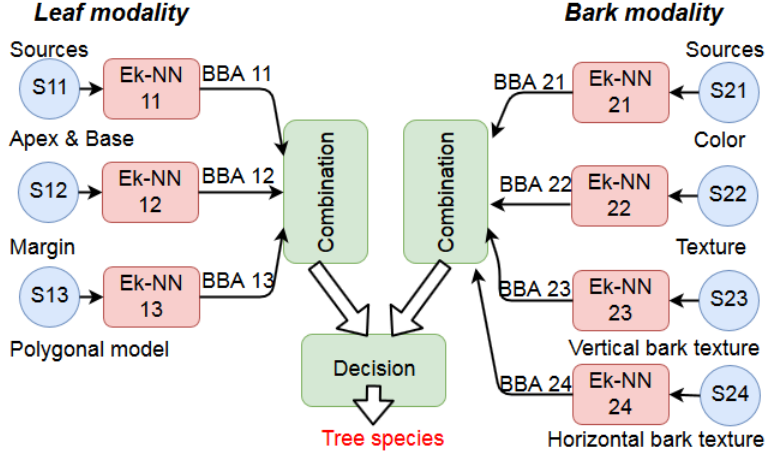 Leaf modality
Sources
S11
Ek-NN
11
BBA 11
Apex & Base
S12
Ek-NN
12
BBA 12
Margin
S13
Ek-NN
13
BBA 13
Polygonal model
Combination
Bark modality
Sources
S21
Ek-NN
21
BBA 21
Color
S22
Ek-NN
22
BBA 22
Texture
S23
Ek-NN
23
BBA 23
Vertical bark texture
S24
Ek-NN
24
BBA 24
Horizontal bark texture
Combination
Decision
Tree species